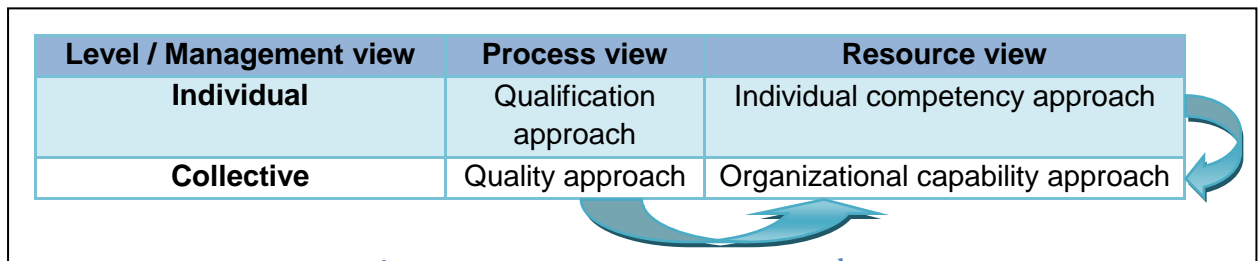 Level / Management view Process view Resource view
Individual Qualification approach Individual competency approach
Collective Quality approach Organizational capability approach